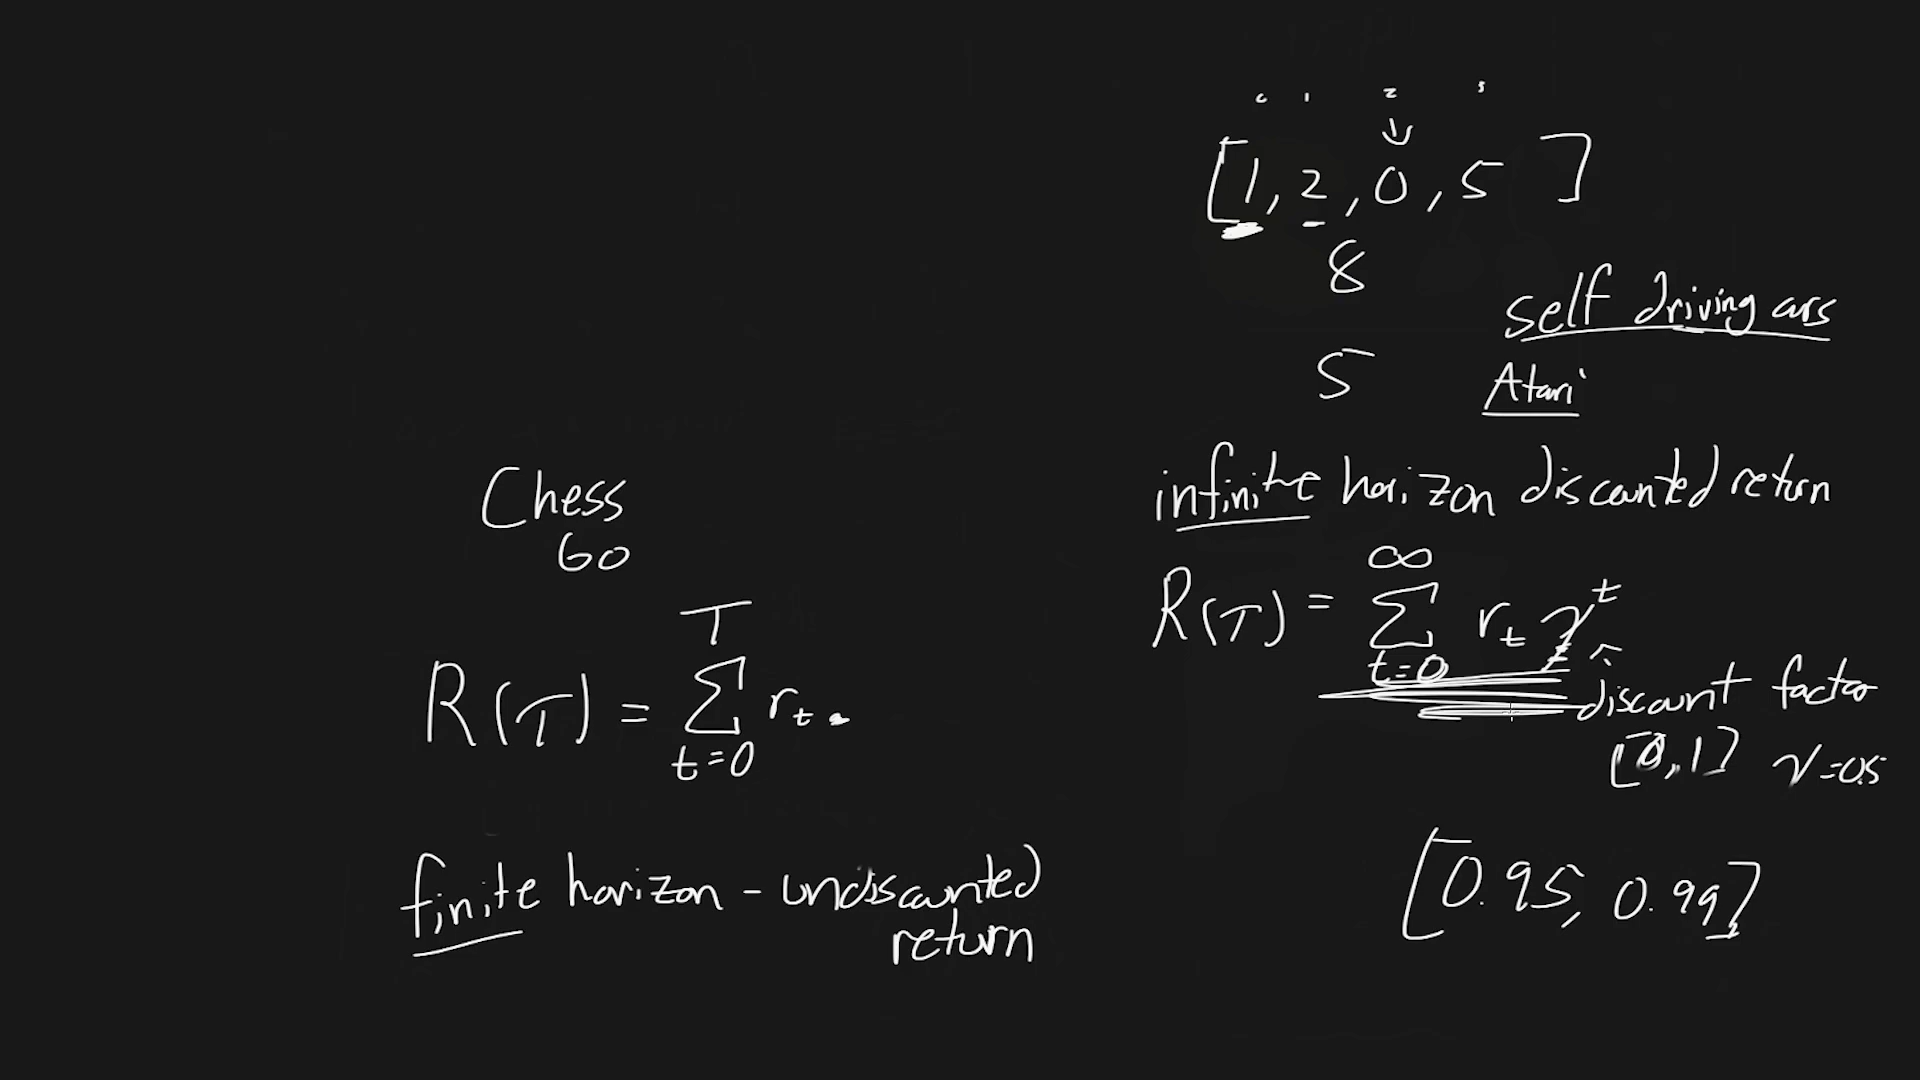 0 1 2 3
[1, 2, 0, 5 ]
8
self driving cars
5
Atari
Chess
Go
R(τ) = T ∑ t=0 r_t .
finite horizon - undiscounted
return
infinite horizon discounted return
R(τ) = ∞ ∑ t=0 r_t γ^t
discount factor
[0,1] γ=0.5
[0.95, 0.99]